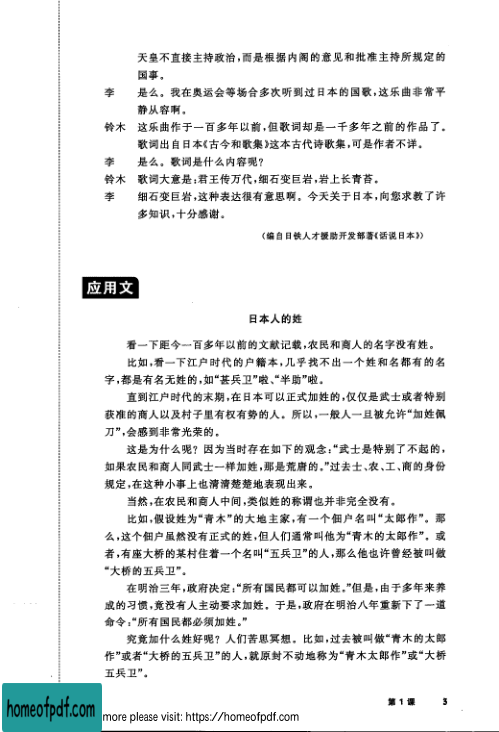 天皇不直接主持政治,而是根据内阁的意见和批准主持所规定的
国事。
李 是么。我在奥运会等场合多次听到过日本的国歌,这乐曲非常平
静从容啊。
铃木 这乐曲作于一百多年以前,但歌词却是一千多年之前的作品了。
歌词出自日本《古今和歌集》这本古代诗歌集,可是作者不详。
李 是么。歌词是什么内容呢?
铃木 歌词大意是:君王传万代,细石变巨岩,岩上长青苔。
李 细石变巨岩,这种表达很有意思啊。今天关于日本,向您求教了许
多知识,十分感谢。
(编自日铁人才援助开发部著《话说日本》)
应用文
日本人的姓
看一下距今一百多年以前的文献记载,农民和商人的名字没有姓。
比如,看一下江户时代的户籍本,几乎找不出一个姓和名都有的名
字,都是有名无姓的,如“甚兵卫”啦、“半助”啦。
直到江户时代的末期,在日本可以正式加姓的,仅仅是武士或者特别
获准的商人以及村子里有权有势的人。所以,一般人一旦被允许“加姓佩
刀”,会感到非常光荣的。
这是为什么呢? 因为当时存在如下的观念:“武士是特别了不起的,
如果农民和商人同武士一样加姓,那是荒唐的。”过去士、农、工、商的身份
规定,在这种小事上也清清楚楚地表现出来。
当然,在农民和商人中间,类似姓的称谓也并非完全没有。
比如,假设姓为“青木”的大地主家,有一个佃户名叫“太郎作”。那
么,这个佃户虽然没有正式的姓,但人们通常叫他为“青木的太郎作”。或
者,有座大桥的某村住着一个名叫“五兵卫”的人,那么他也许曾经被叫做
“大桥的五兵卫”。
在明治三年,政府决定:“所有国民都可以加姓。”但是,由于多年来养
成的习惯,竟没有人主动要求加姓。于是,政府在明治八年重新下了一道
命令:“所有国民都必须加姓。”
究竟加什么姓好呢? 人们苦思冥想。比如,过去被叫做“青木的太郎
作”或者“大桥的五兵卫”的人,就原封不动地称为“青木太郎作”或“大桥
五兵卫”。
第1课 3
homeofpdf.com
more please visit: https://homeofpdf.com